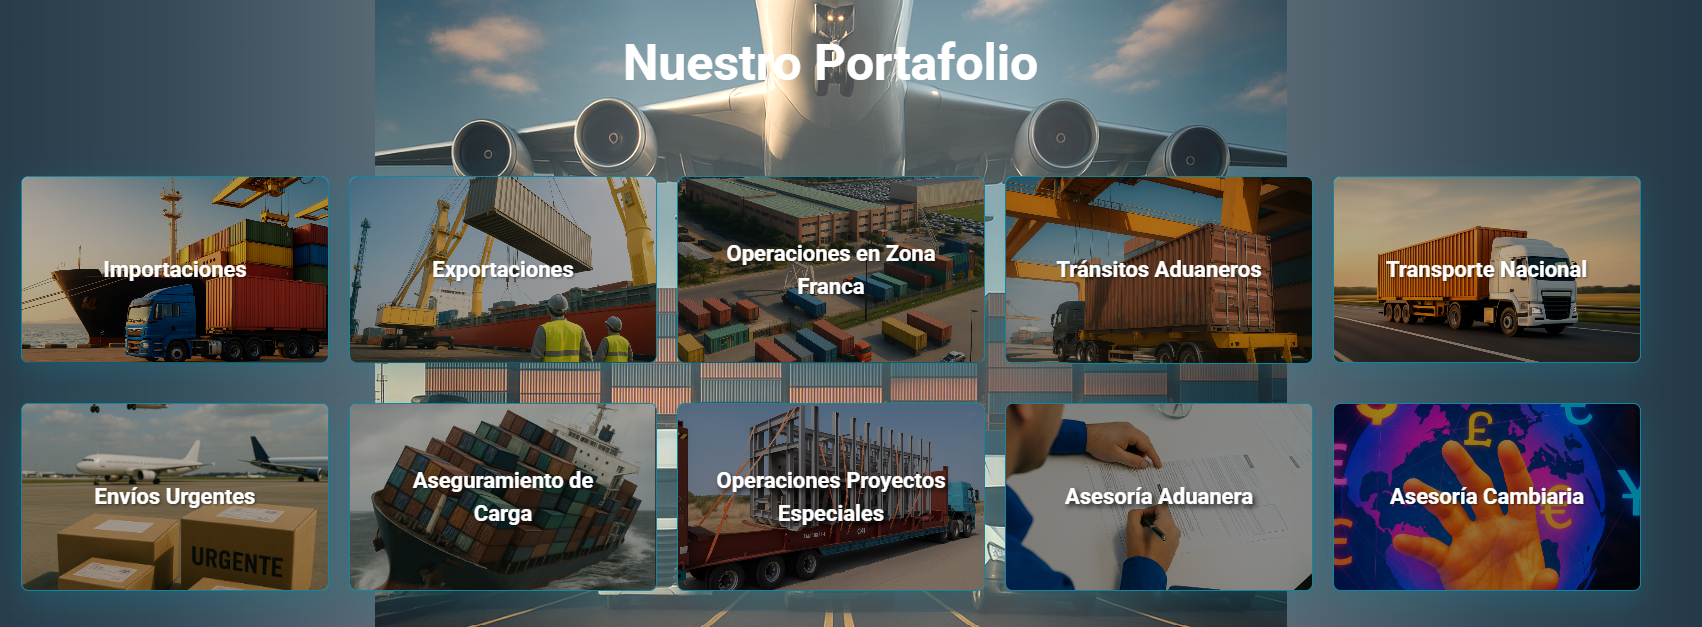 Nuestro Portafolio
Importaciones
Exportaciones
Operaciones en Zona
Franca
Tránsitos Aduaneros
Transporte Nacional
Envíos Urgentes
URGENTE
Aseguramiento de
Carga
Operaciones Proyectos
Especiales
Asesoría Aduanera
Asesoría Cambiaria